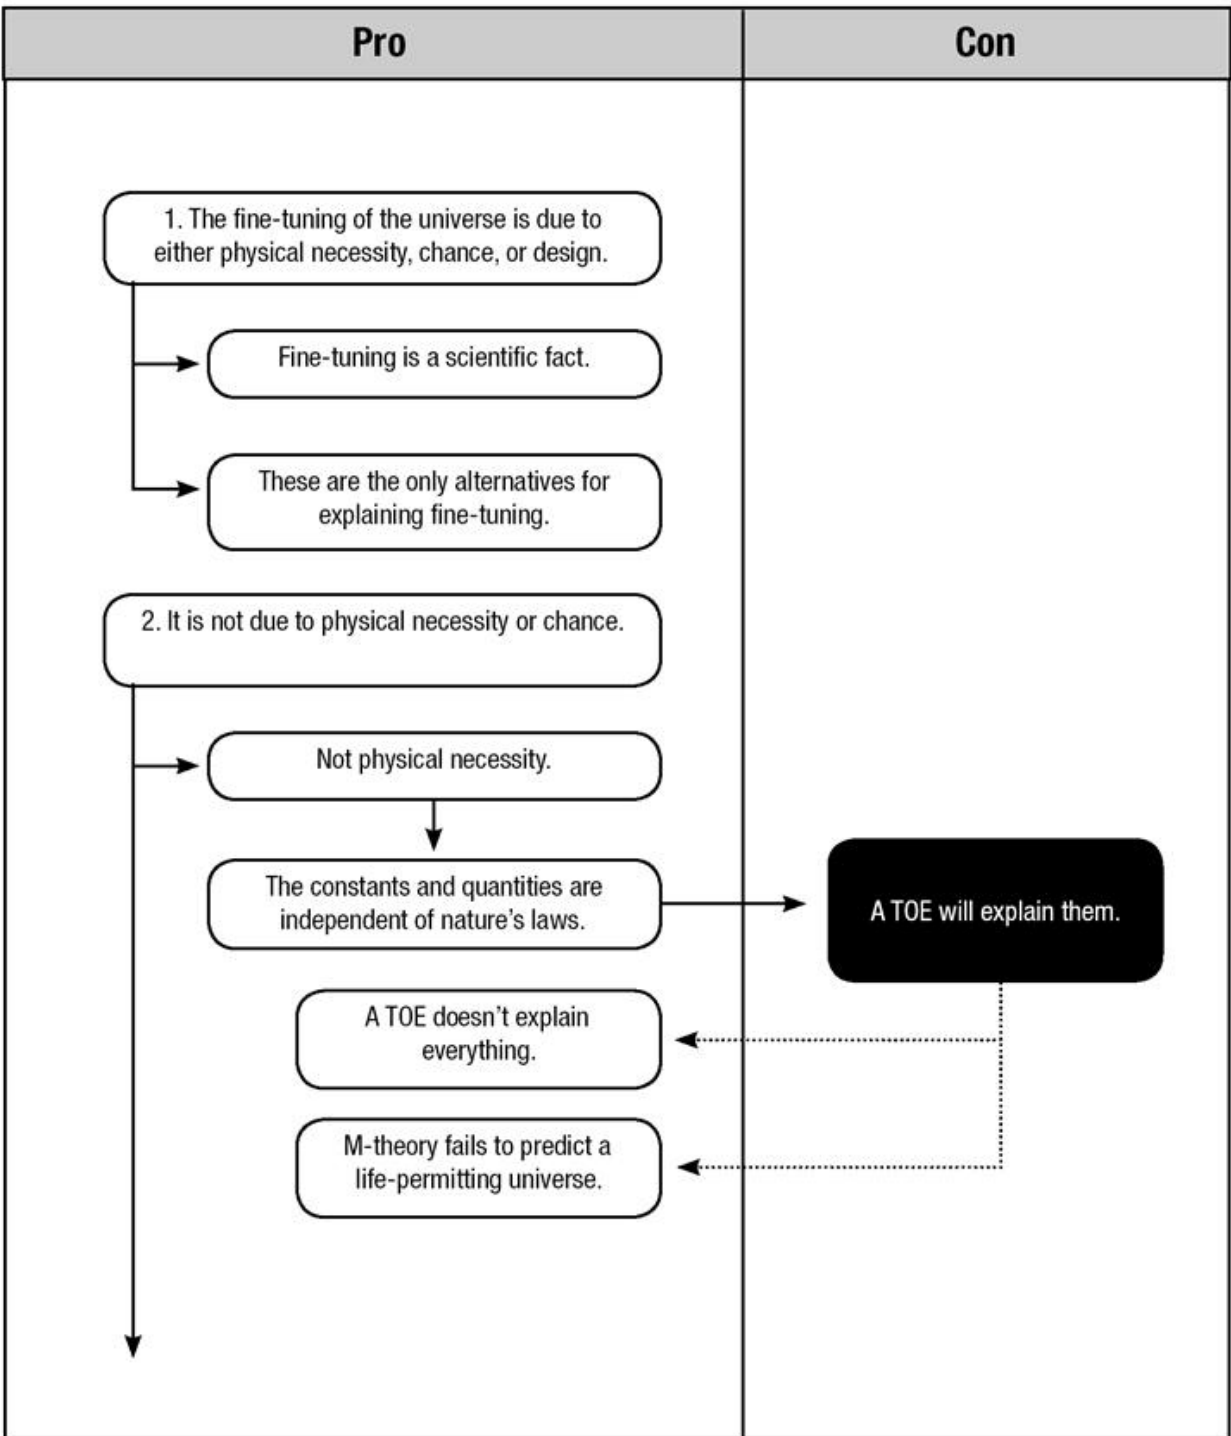 Pro
Con
1. The fine-tuning of the universe is due to
either physical necessity, chance, or design.
Fine-tuning is a scientific fact.
These are the only alternatives for
explaining fine-tuning.
2. It is not due to physical necessity or chance.
Not physical necessity.
The constants and quantities are
independent of nature’s laws.
A TOE will explain them.
A TOE doesn’t explain
everything.
M-theory fails to predict a
life-permitting universe.